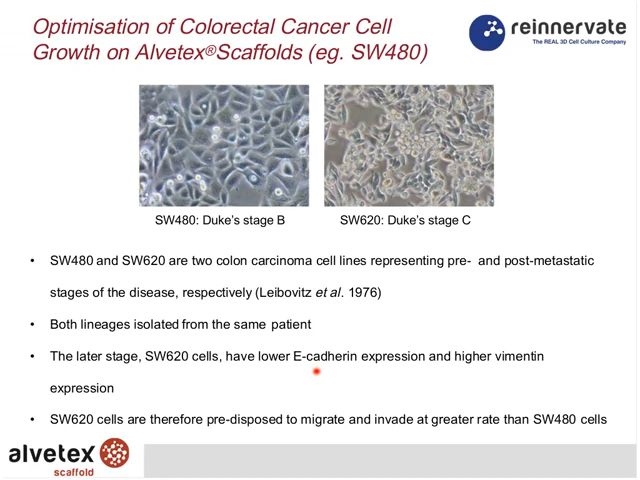 Optimisation of Colorectal Cancer Cell
Growth on Alvetex®Scaffolds (eg. SW480)
reinnervate
The REAL 3D Cell Culture Company
SW480: Duke's stage B
SW620: Duke's stage C
• SW480 and SW620 are two colon carcinoma cell lines representing pre- and post-metastatic
stages of the disease, respectively (Leibovitz et al. 1976)
• Both lineages isolated from the same patient
• The later stage, SW620 cells, have lower E-cadherin expression and higher vimentin
expression
• SW620 cells are therefore pre-disposed to migrate and invade at greater rate than SW480 cells
alvetex
scaffold